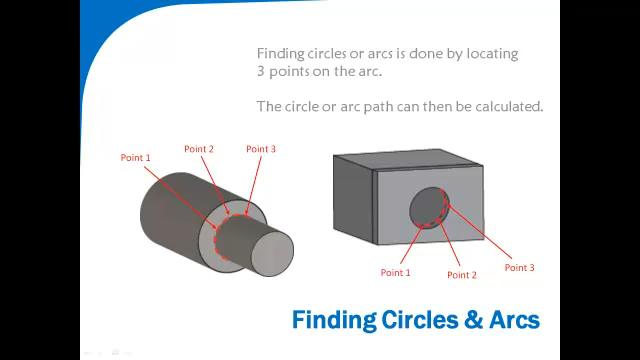 Finding circles or arcs is done by locating
3 points on the arc.
The circle or arc path can then be calculated.
Point 1
Point 2
Point 3
Point 1
Point 2
Point 3
Finding Circles & Arcs